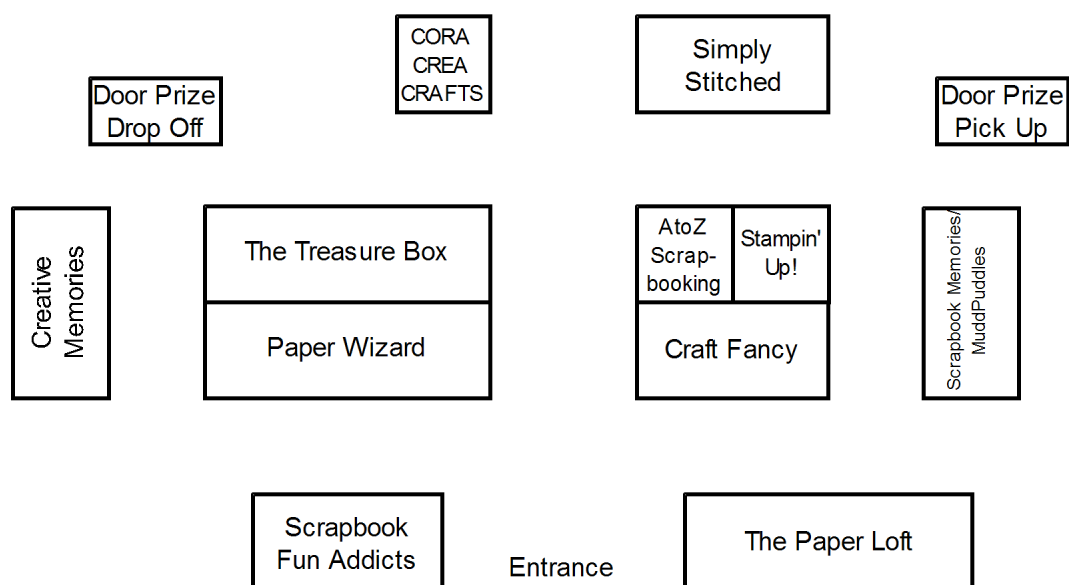 CORA
CREA
CRAFTS
Simply
Stitched
Door Prize
Drop Off
Door Prize
Pick Up
Creative
Memories
The Treasure Box
AtoZ
Scrap-
booking
Stampin'
Up!
Scrapbook Memories/
MuddPuddles
Paper Wizard
Craft Fancy
Scrapbook
Fun Addicts
Entrance
The Paper Loft